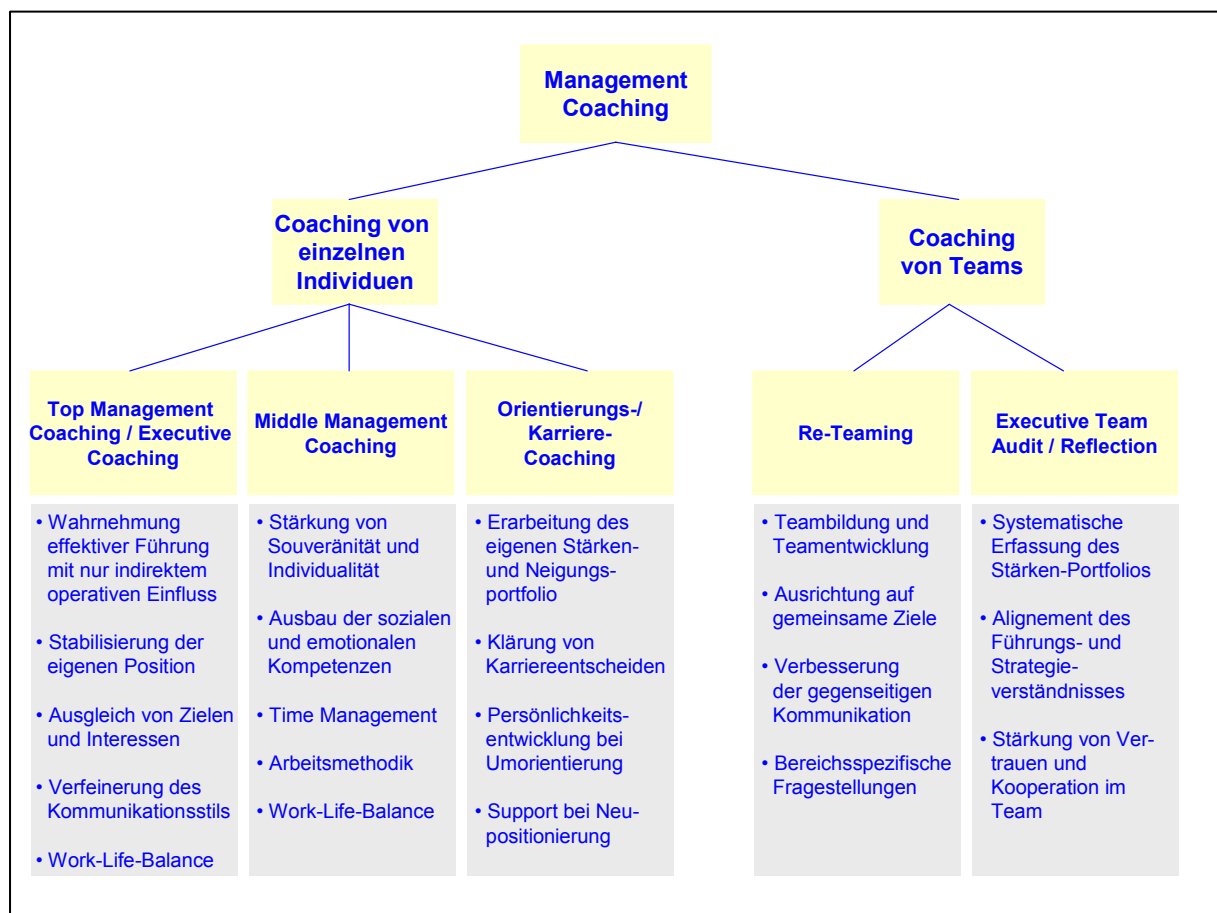 Management
Coaching
Coaching von
einzelnen
Individuen
Coaching
von Teams
Top Management
Coaching / Executive
Coaching
Middle Management
Coaching
Orientierungs-/
Karriere-
Coaching
Re-Teaming
Executive Team
Audit / Reflection
• Wahrnehmung
effektiver Führung
mit nur indirektem
operativen Einfluss
• Stabilisierung der
eigenen Position
• Ausgleich von Zielen
und Interessen
• Verfeinerung des
Kommunikationsstils
• Work-Life-Balance
• Stärkung von
Souveränität und
Individualität
• Ausbau der sozialen
und emotionalen
Kompetenzen
• Time Management
• Arbeitsmethodik
• Work-Life-Balance
• Erarbeitung des
eigenen Stärken-
und Neigungs-
portfolio
• Klärung von
Karriereentscheiden
• Persönlichkeits-
entwicklung bei
Umorientierung
• Support bei Neu-
positionierung
• Teambildung und
Teamentwicklung
• Ausrichtung auf
gemeinsame Ziele
• Verbesserung
der gegenseitigen
Kommunikation
• Bereichsspezifische
Fragestellungen
• Systematische
Erfassung des
Stärken-Portfolios
• Alignement des
Führungs- und
Strategie-
verständnisses
• Stärkung von Ver-
trauen und
Kooperation im
Team